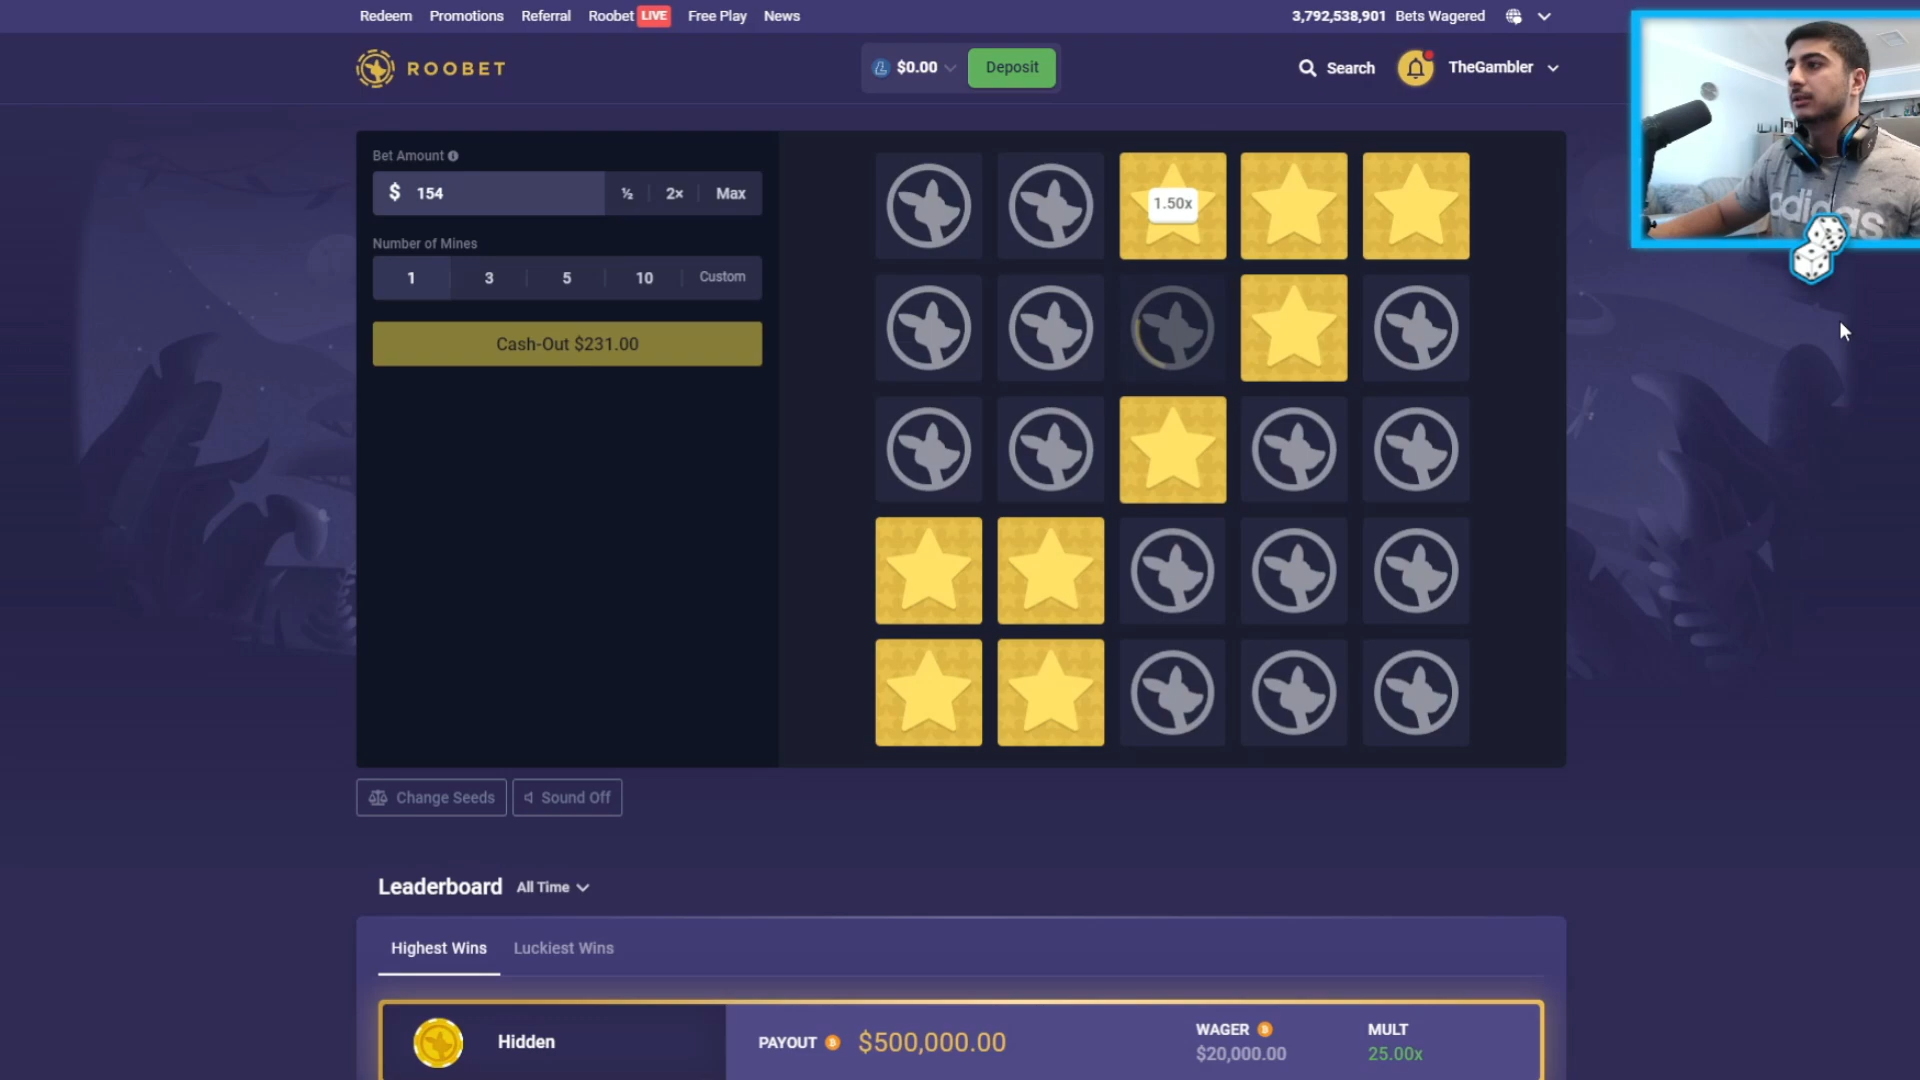 Redeem Promotions Referral Roobet LIVE Free Play News 3,792,538,901 Bets Wagered
ROOBET $0.00 Deposit Search TheGambler
Bet Amount
$ 154 ½ 2× Max
Number of Mines
1 3 5 10 Custom
Cash-Out $231.00
1.50x
adidas
Change Seeds Sound Off
Leaderboard All Time
Highest Wins Luckiest Wins
Hidden PAYOUT $500,000.00
WAGER MULT
$20,000.00 25.00x